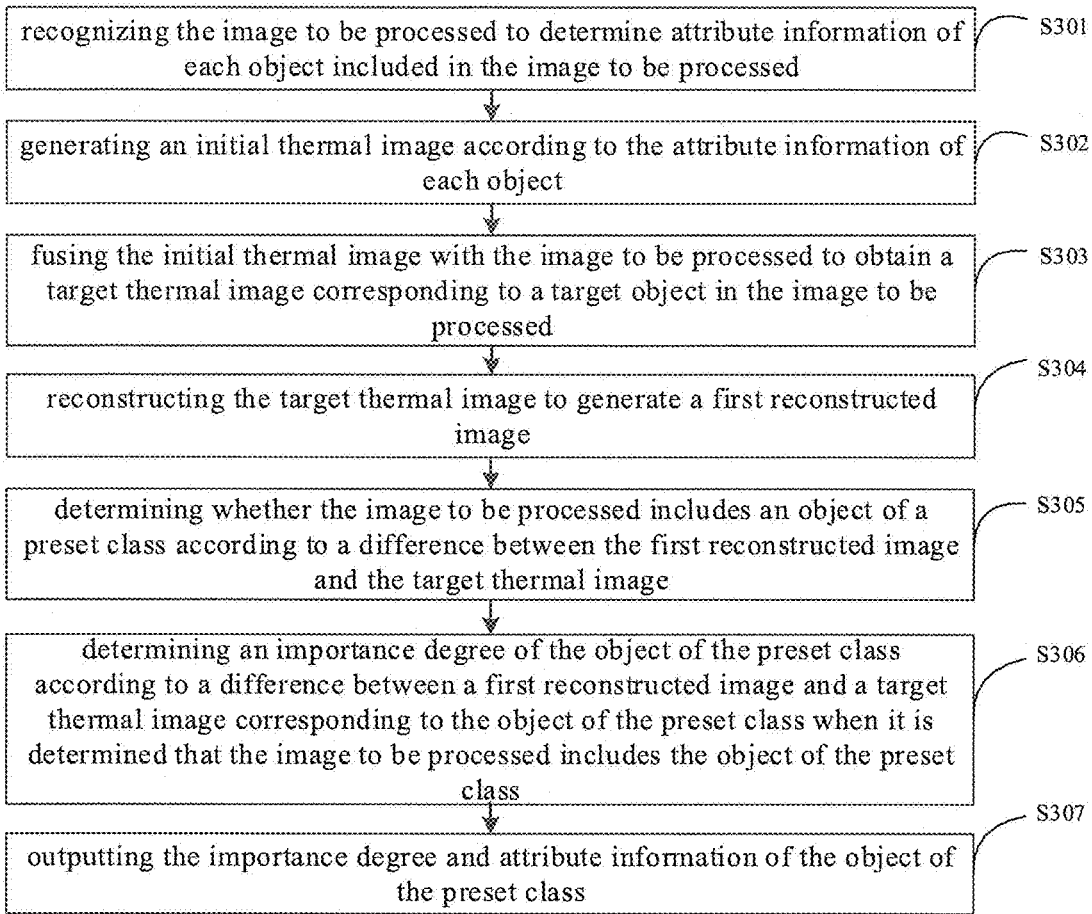 recognizing the image to be processed to determine attribute information of
each object included in the image to be processed
S301
generating an initial thermal image according to the attribute information of
each object
S302
fusing the initial thermal image with the image to be processed to obtain a
target thermal image corresponding to a target object in the image to be
processed
S303
reconstructing the target thermal image to generate a first reconstructed
image
S304
determining whether the image to be processed includes an object of a
preset class according to a difference between the first reconstructed image
and the target thermal image
S305
determining an importance degree of the object of the preset class
according to a difference between a first reconstructed image and a target
thermal image corresponding to the object of the preset class when it is
determined that the image to be processed includes the object of the preset
class
S306
outputting the importance degree and attribute information of the object of
the preset class
S307